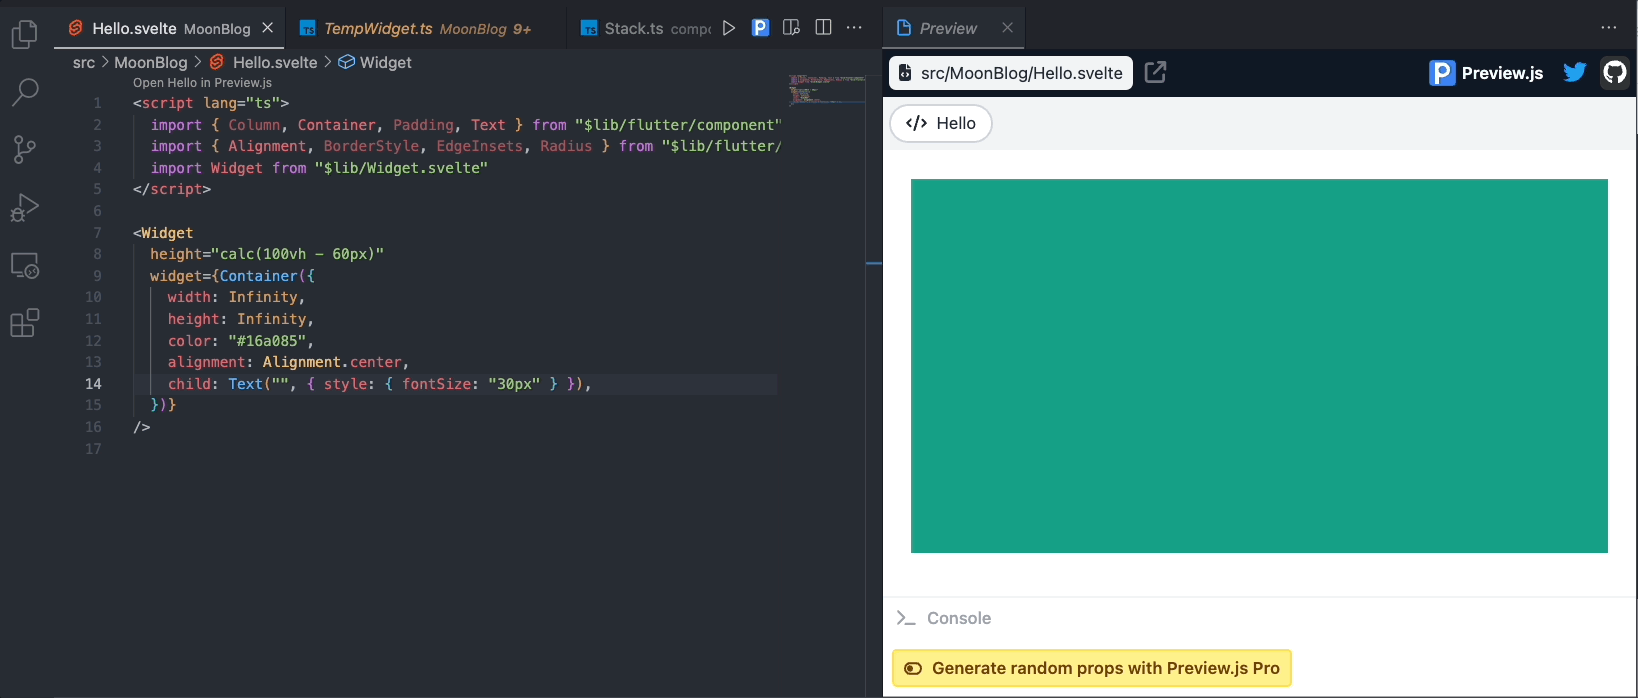 Hello.svelte MoonBlog
TempWidget.ts MoonBlog 9+
Stack.ts compo
Preview
src > MoonBlog > Hello.svelte > Widget
Open Hello in Preview.js
1 <script lang="ts">
2 import { Column, Container, Padding, Text } from "$lib/flutter/component"
3 import { Alignment, BorderStyle, EdgeInsets, Radius } from "$lib/flutter/
4 import Widget from "$lib/Widget.svelte"
5 </script>
6
7 <Widget
8 height="calc(100vh - 60px)"
9 widget={Container({
10 width: Infinity,
11 height: Infinity,
12 color: "#16a085",
13 alignment: Alignment.center,
14 child: Text("", { style: { fontSize: "30px" } }),
15 })}
16 />
17
src/MoonBlog/Hello.svelte
P Preview.js
</> Hello
>_ Console
Generate random props with Preview.js Pro